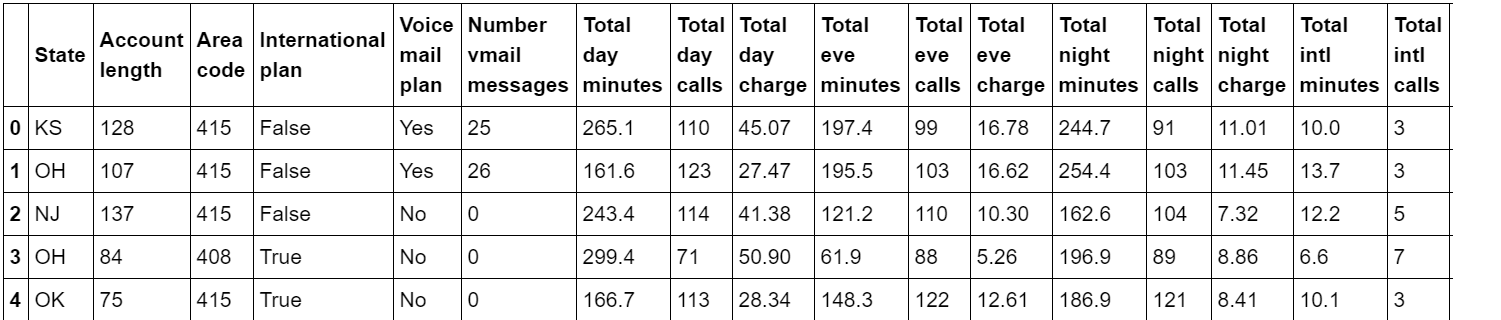 State Account length Area code International plan Voice mail plan Number vmail messages Total day minutes Total day calls Total day charge Total eve minutes Total eve calls Total eve charge Total night minutes Total night calls Total night charge Total intl minutes Total intl calls
0 KS 128 415 False Yes 25 265.1 110 45.07 197.4 99 16.78 244.7 91 11.01 10.0 3
1 OH 107 415 False Yes 26 161.6 123 27.47 195.5 103 16.62 254.4 103 11.45 13.7 3
2 NJ 137 415 False No 0 243.4 114 41.38 121.2 110 10.30 162.6 104 7.32 12.2 5
3 OH 84 408 True No 0 299.4 71 50.90 61.9 88 5.26 196.9 89 8.86 6.6 7
4 OK 75 415 True No 0 166.7 113 28.34 148.3 122 12.61 186.9 121 8.41 10.1 3